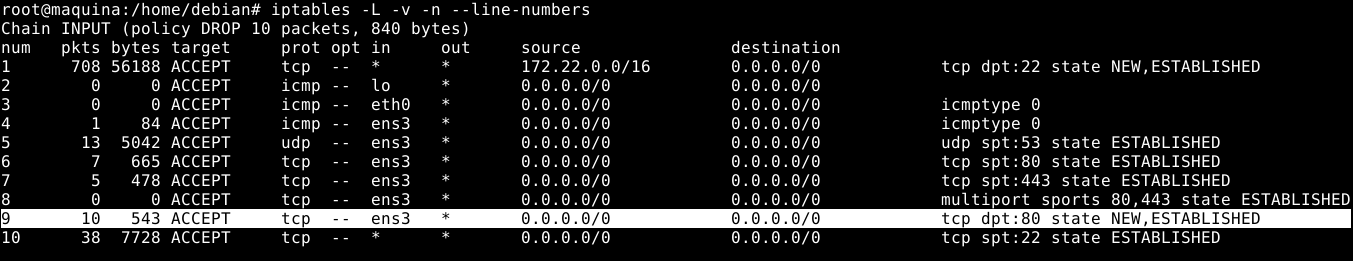 root@maquina:/home/debian# iptables -L -v -n --line-numbers
Chain INPUT (policy DROP 10 packets, 840 bytes)
num   pkts bytes target     prot opt in     out     source               destination
1      708 56188 ACCEPT     tcp  --  *      *       172.22.0.0/16        0.0.0.0/0            tcp dpt:22 state NEW,ESTABLISHED
2        0     0 ACCEPT     icmp --  lo     *       0.0.0.0/0            0.0.0.0/0
3        0     0 ACCEPT     icmp --  eth0   *       0.0.0.0/0            0.0.0.0/0            icmptype 0
4        1    84 ACCEPT     icmp --  ens3   *       0.0.0.0/0            0.0.0.0/0            icmptype 0
5       13  5042 ACCEPT     udp  --  ens3   *       0.0.0.0/0            0.0.0.0/0            udp spt:53 state ESTABLISHED
6        7   665 ACCEPT     tcp  --  ens3   *       0.0.0.0/0            0.0.0.0/0            tcp spt:80 state ESTABLISHED
7        5   478 ACCEPT     tcp  --  ens3   *       0.0.0.0/0            0.0.0.0/0            tcp spt:443 state ESTABLISHED
8        0     0 ACCEPT     tcp  --  ens3   *       0.0.0.0/0            0.0.0.0/0            multiport sports 80,443 state ESTABLISHED
9       10   543 ACCEPT     tcp  --  ens3   *       0.0.0.0/0            0.0.0.0/0            tcp dpt:80 state NEW,ESTABLISHED
10      38  7728 ACCEPT     tcp  --  *      *       0.0.0.0/0            0.0.0.0/0            tcp spt:22 state ESTABLISHED